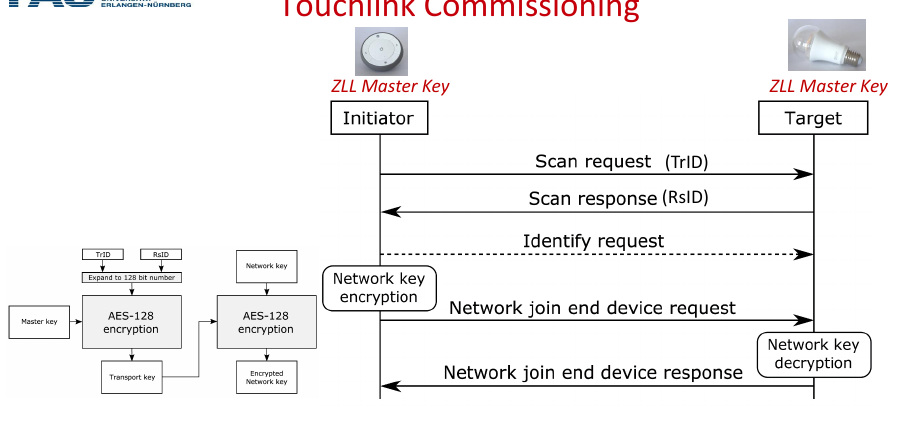 ERLANGEN-NÜRNBERG
Touchlink Commissioning
ZLL Master Key
ZLL Master Key
Initiator
Target
Scan request (TrID)
Scan response (RsID)
Identify request
Network key
encryption
Network join end device request
Network key
decryption
Network join end device response
TrID
RsID
Expand to 128 bit number
Network key
Master key
AES-128
encryption
AES-128
encryption
Transport key
Encrypted
Network key